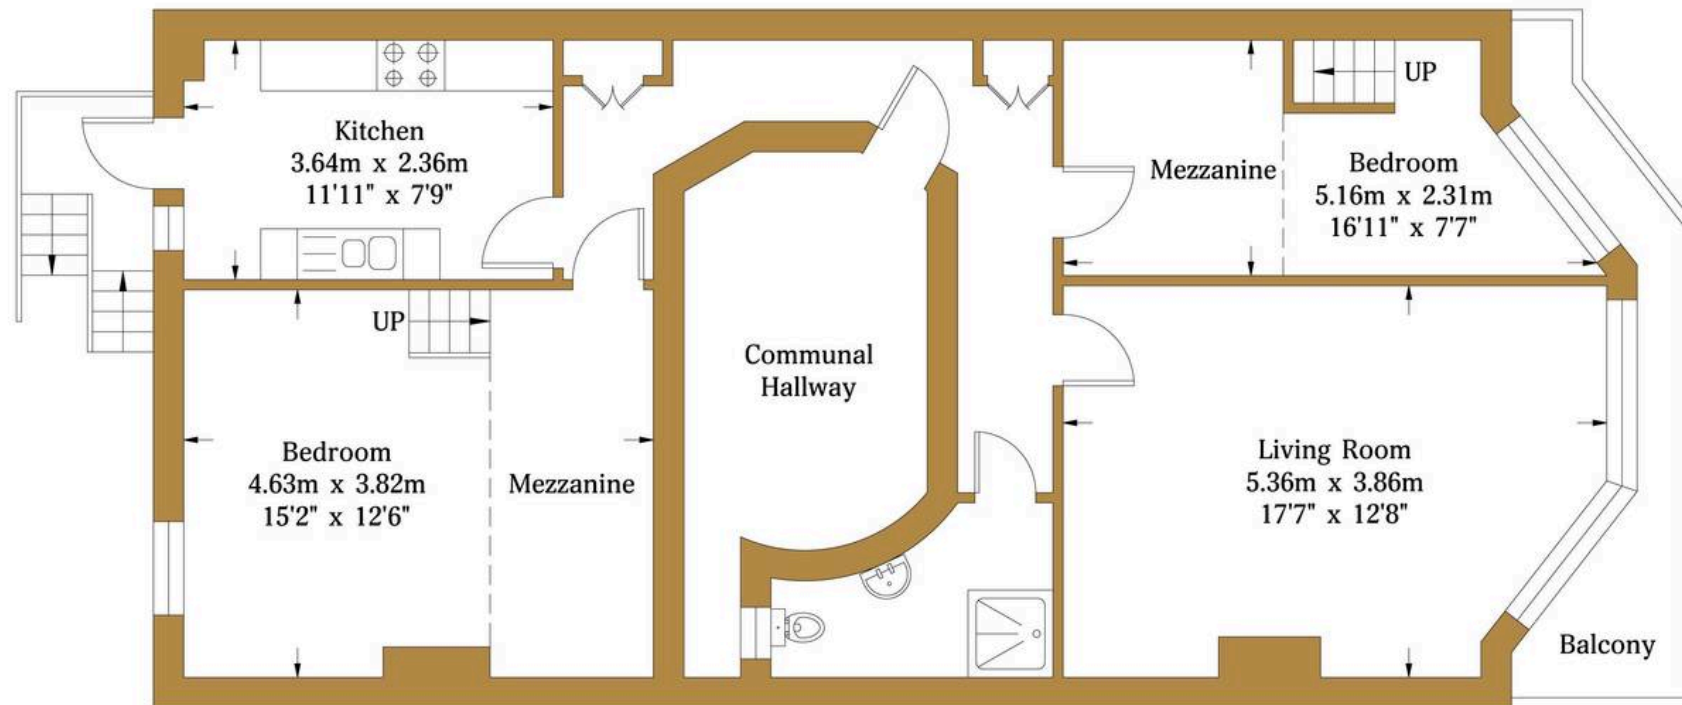 Kitchen
3.64m x 2.36m
11'11" x 7'9"
UP
Mezzanine
Bedroom
5.16m x 2.31m
16'11" x 7'7"
UP
Bedroom
4.63m x 3.82m
15'2" x 12'6"
Mezzanine
Communal
Hallway
Living Room
5.36m x 3.86m
17'7" x 12'8"
Balcony